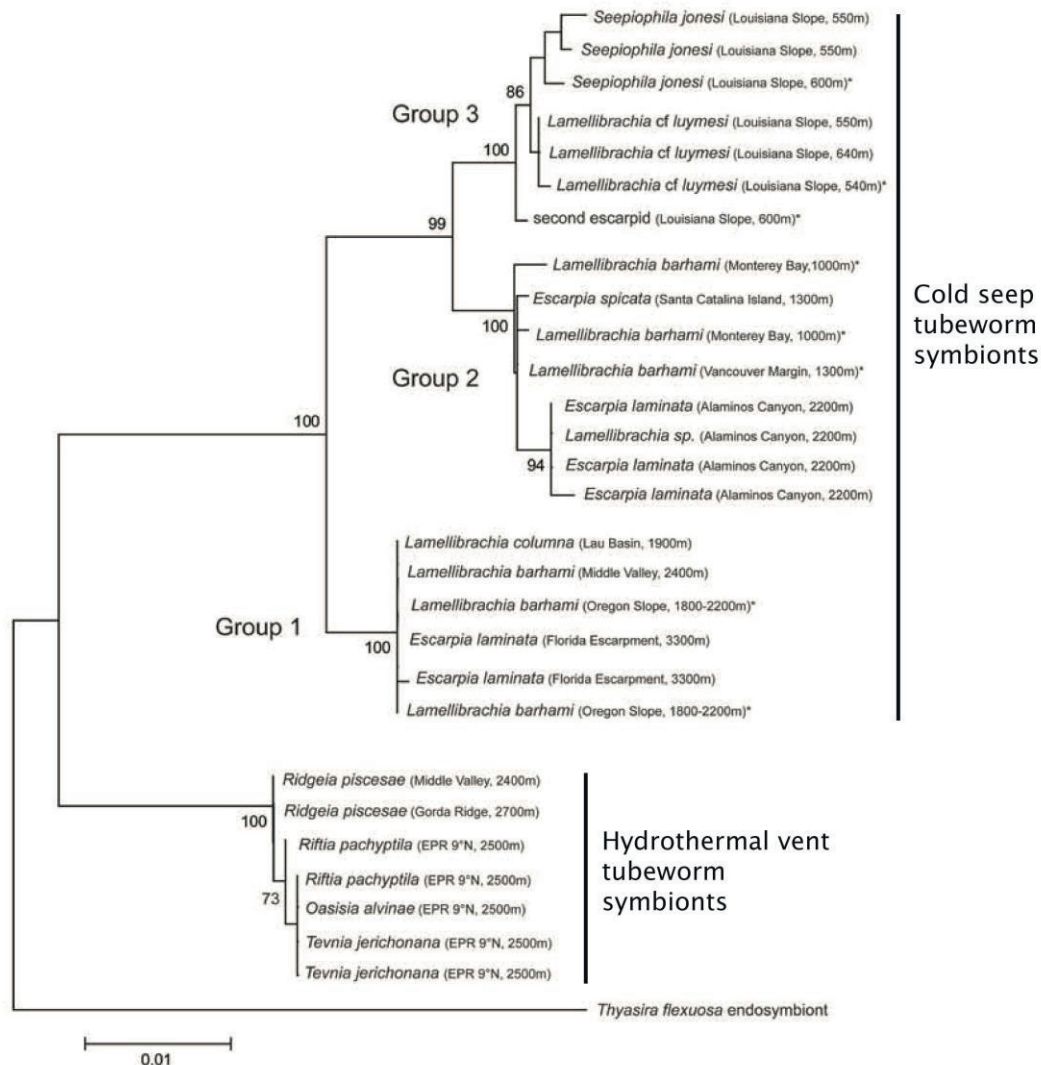 Seepiophila jonesi (Louisiana Slope, 550m)
Seepiophila jonesi (Louisiana Slope, 550m)
Seepiophila jonesi (Louisiana Slope, 600m)*
86
Group 3
Lamellibrachia cf luymesi (Louisiana Slope, 550m)
100
Lamellibrachia cf luymesi (Louisiana Slope, 640m)
Lamellibrachia cf luymesi (Louisiana Slope, 540m)*
99
second escarpid (Louisiana Slope, 600m)*
Lamellibrachia barhami (Monterey Bay,1000m)*
Escarpia spicata (Santa Catalina Island, 1300m)
100
Lamellibrachia barhami (Monterey Bay, 1000m)*
Group 2
Lamellibrachia barhami (Vancouver Margin, 1300m)*
Escarpia laminata (Alaminos Canyon, 2200m)
100
Lamellibrachia sp. (Alaminos Canyon, 2200m)
94
Escarpia laminata (Alaminos Canyon, 2200m)
Escarpia laminata (Alaminos Canyon, 2200m)
Cold seep
tubeworm
symbionts
Lamellibrachia columna (Lau Basin, 1900m)
Lamellibrachia barhami (Middle Valley, 2400m)
Lamellibrachia barhami (Oregon Slope, 1800-2200m)*
Group 1
100
Escarpia laminata (Florida Escarpment, 3300m)
Escarpia laminata (Florida Escarpment, 3300m)
Lamellibrachia barhami (Oregon Slope, 1800-2200m)*
Ridgeia piscesae (Middle Valley, 2400m)
100
Ridgeia piscesae (Gorda Ridge, 2700m)
Riftia pachyptila (EPR 9°N, 2500m)
73
Riftia pachyptila (EPR 9°N, 2500m)
Oasisia alvinae (EPR 9°N, 2500m)
Tevnia jerichonana (EPR 9°N, 2500m)
Tevnia jerichonana (EPR 9°N, 2500m)
Hydrothermal vent
tubeworm
symbionts
Thyasira flexuosa endosymbiont
0.01